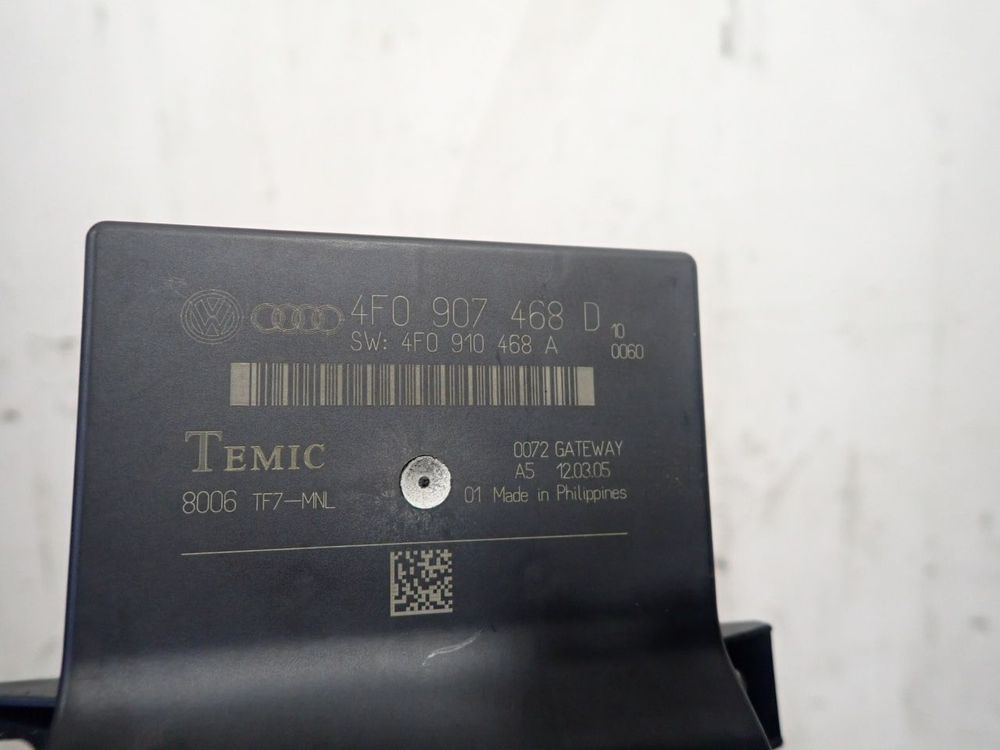 4F0 907 468 D
SW: 4F0 910 468 A
10
0060
TEMIC
8006 TF7-MNL
0072 GATEWAY
A5 12.03.05
01 Made in Philippines